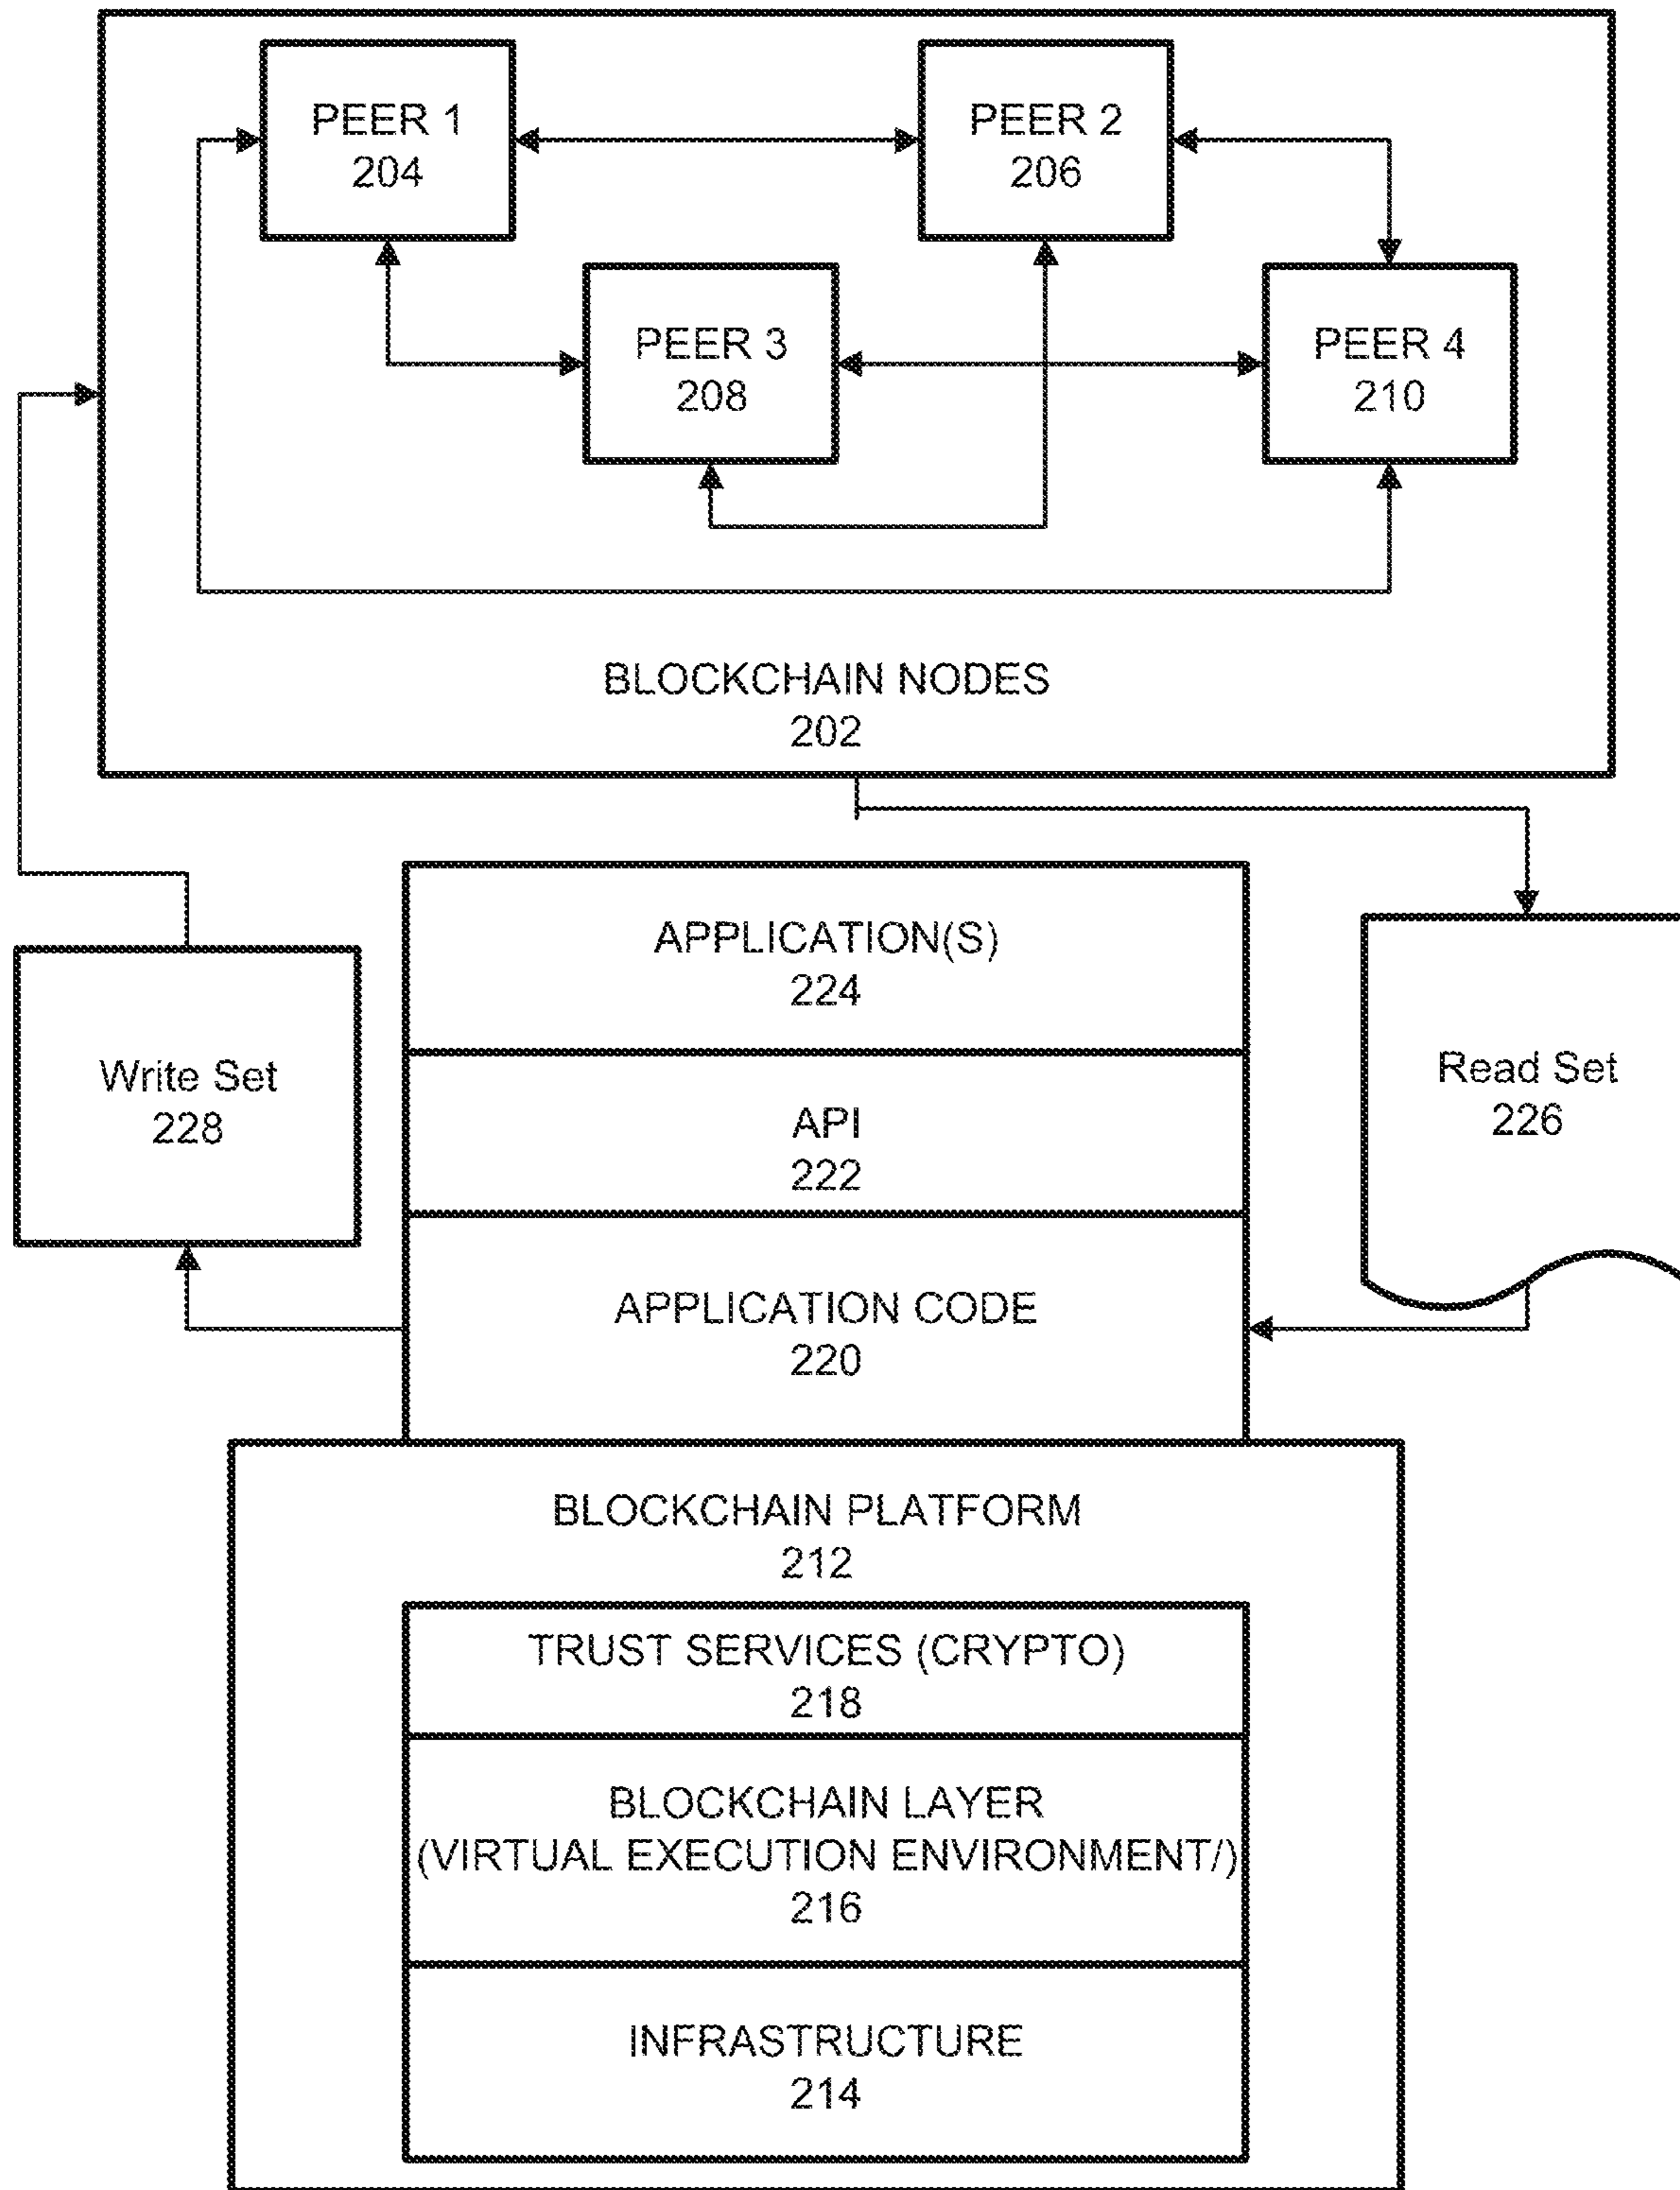 PEER 1
204
PEER 2
206
PEER 3
208
PEER 4
210
BLOCKCHAIN NODES
202
APPLICATION(S)
224
Write Set
228
API
222
Read Set
226
APPLICATION CODE
220
BLOCKCHAIN PLATFORM
212
TRUST SERVICES (CRYPTO)
218
BLOCKCHAIN LAYER
(VIRTUAL EXECUTION ENVIRONMENT/)
216
INFRASTRUCTURE
214